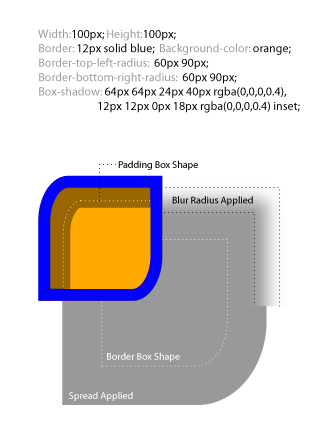 Width:100px; Height:100px;
Border: 12px solid blue; Background-color: orange;
Border-top-left-radius: 60px 90px;
Border-bottom-right-radius: 60px 90px;
Box-shadow: 64px 64px 24px 40px rgba(0,0,0,0.4),
12px 12px 0px 18px rgba(0,0,0,0.4) inset;
Padding Box Shape
Blur Radius Applied
Border Box Shape
Spread Applied